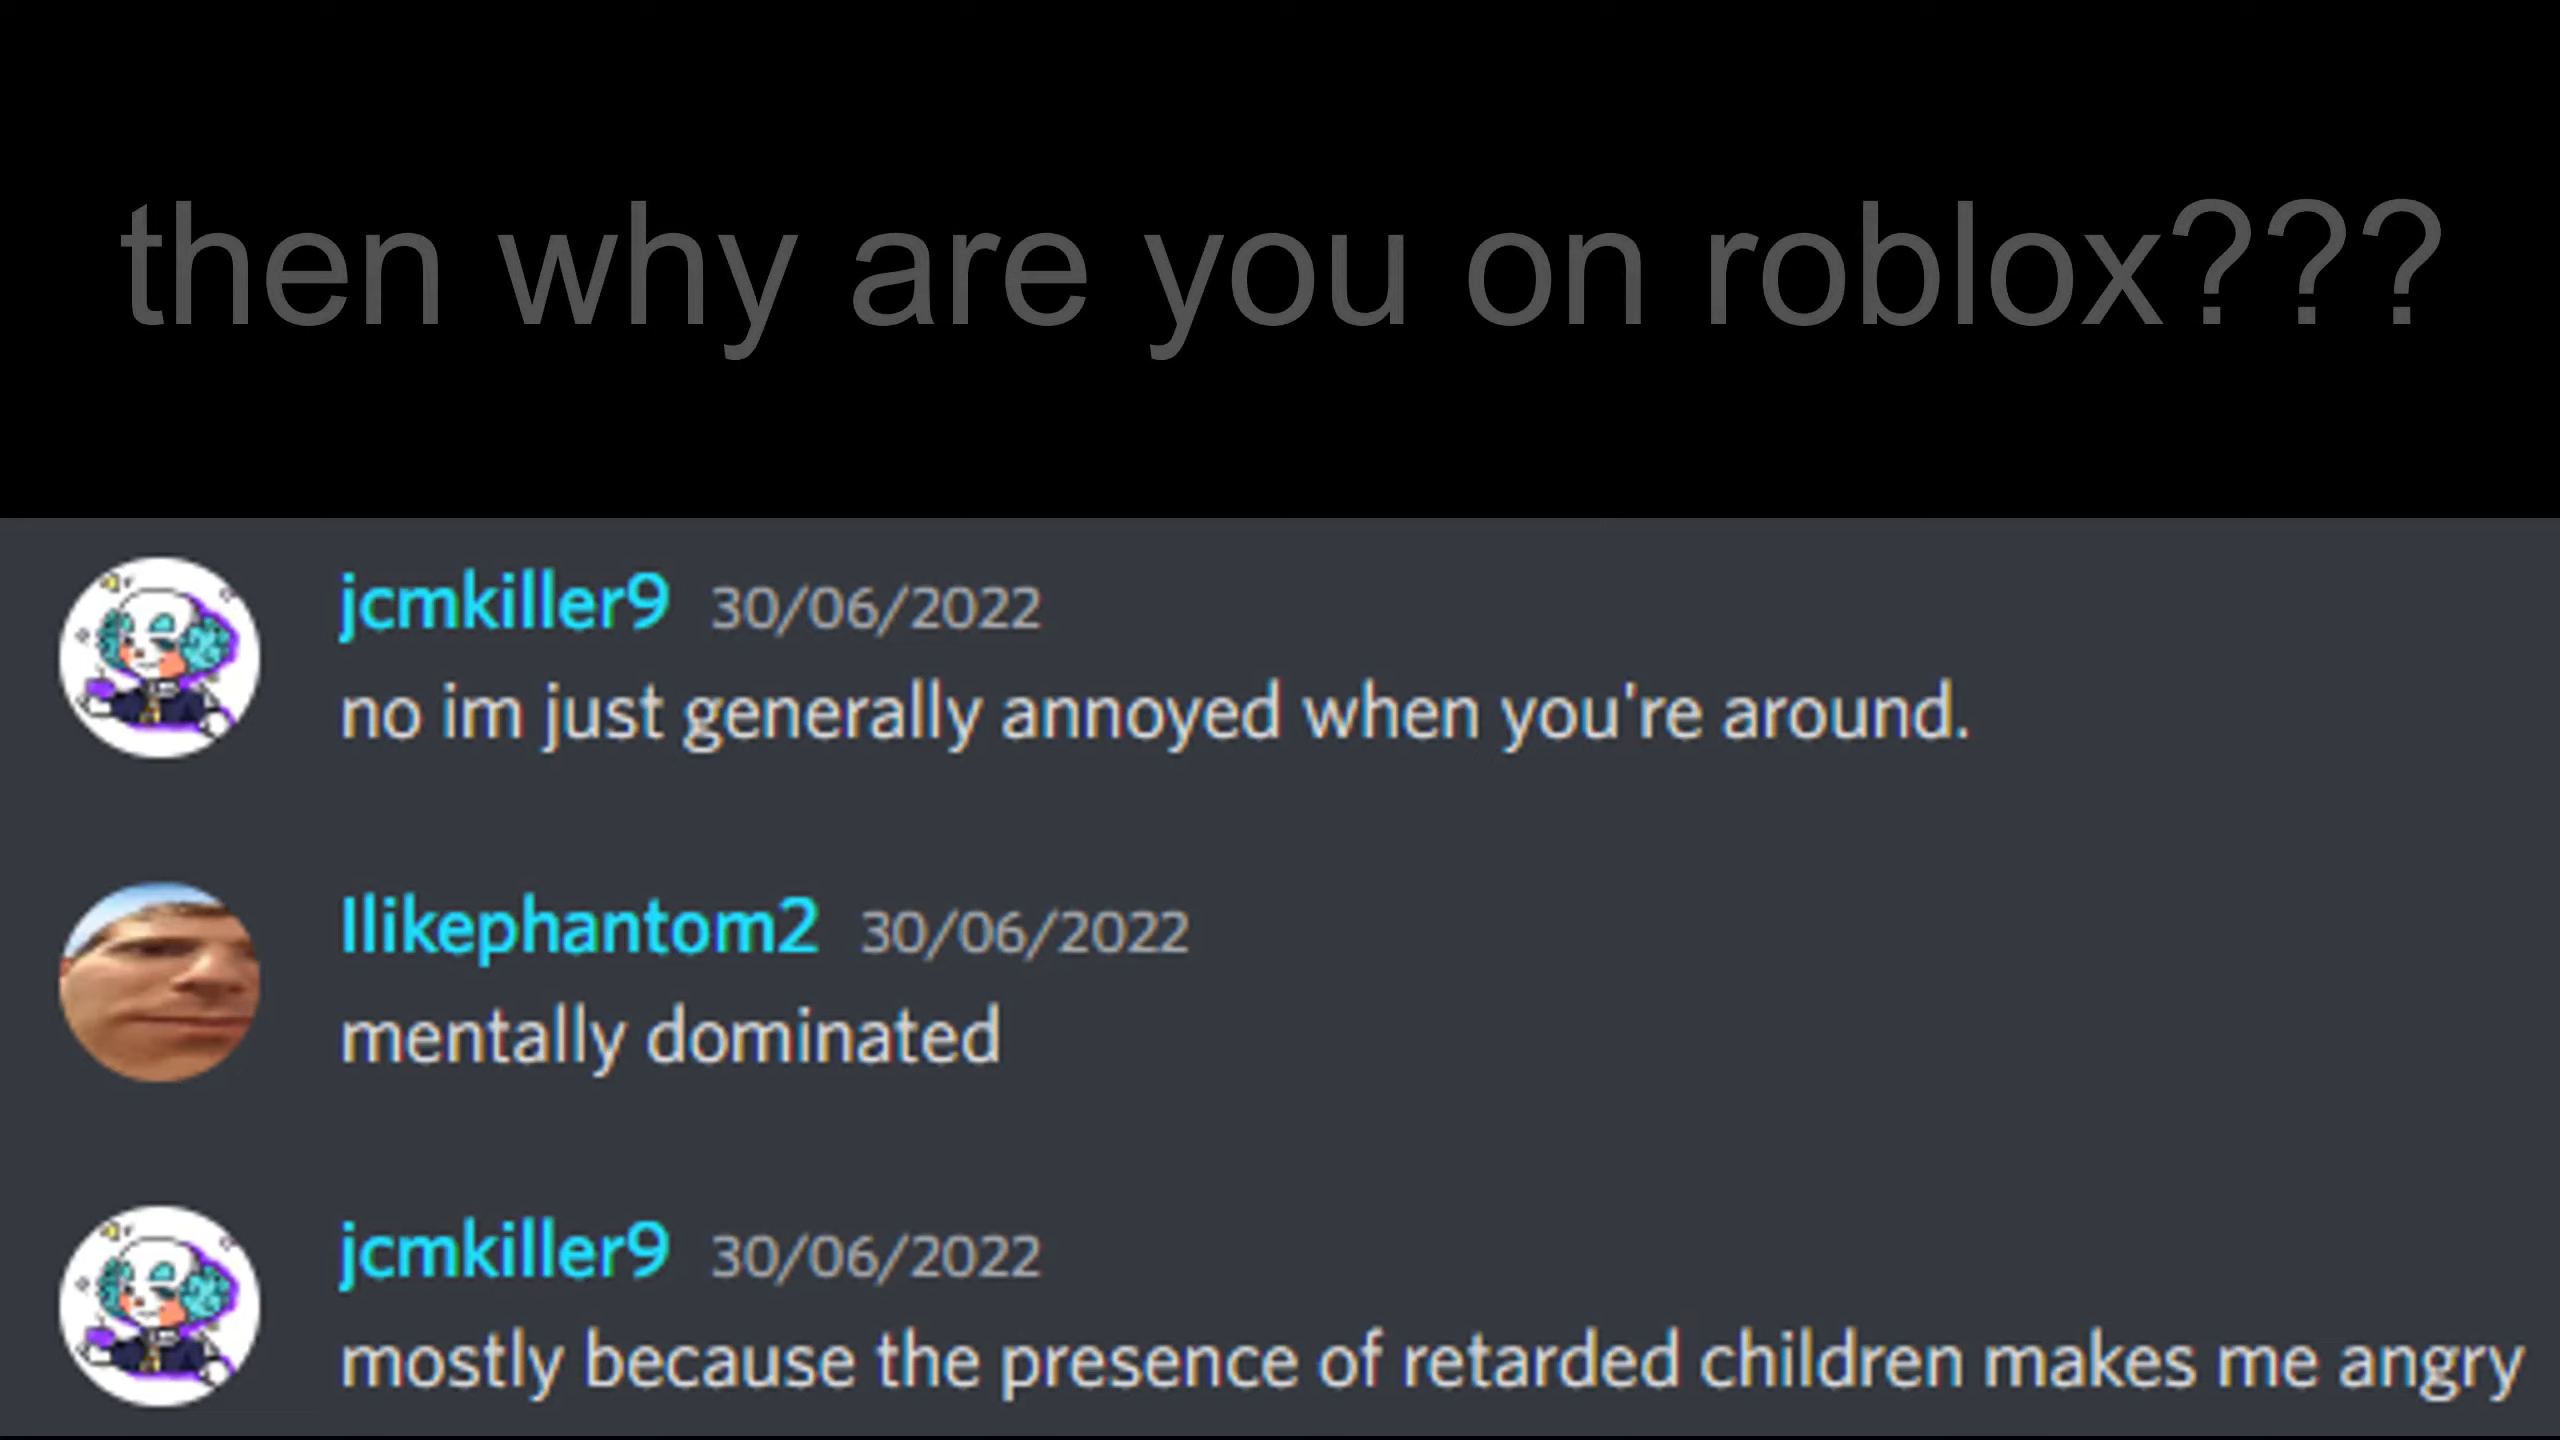 then why are you on roblox???
jcmkiller9 30/06/2022
no im just generally annoyed when you're around.
Ilikephantom2 30/06/2022
mentally dominated
jcmkiller9 30/06/2022
mostly because the presence of retarded children makes me angry